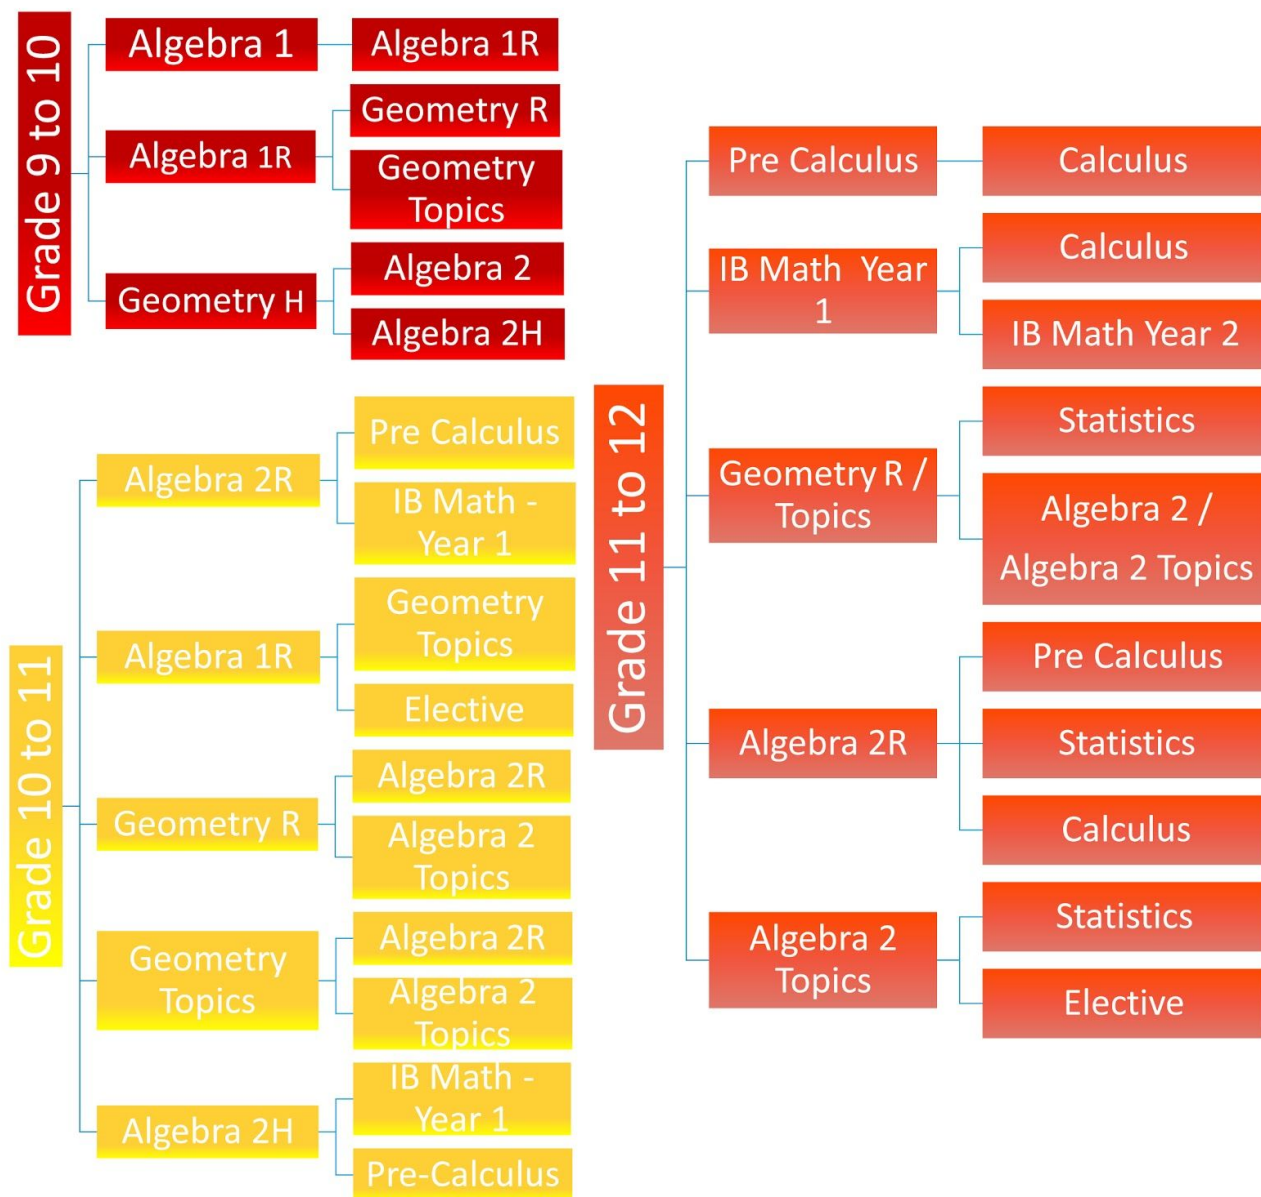 Grade 9 to 10
Algebra 1
Algebra 1R
Algebra 1R
Geometry R
Geometry
Topics
Geometry H
Algebra 2
Algebra 2H
Grade 10 to 11
Algebra 2R
Pre Calculus
IB Math -
Year 1
Algebra 1R
Geometry
Topics
Elective
Geometry R
Algebra 2R
Algebra 2
Topics
Geometry
Topics
Algebra 2R
Algebra 2
Topics
Algebra 2H
IB Math -
Year 1
Pre-Calculus
Grade 11 to 12
Pre Calculus
Calculus
IB Math Year
1
Calculus
IB Math Year 2
Geometry R /
Topics
Statistics
Algebra 2 /
Algebra 2 Topics
Algebra 2R
Pre Calculus
Statistics
Calculus
Algebra 2
Topics
Statistics
Elective